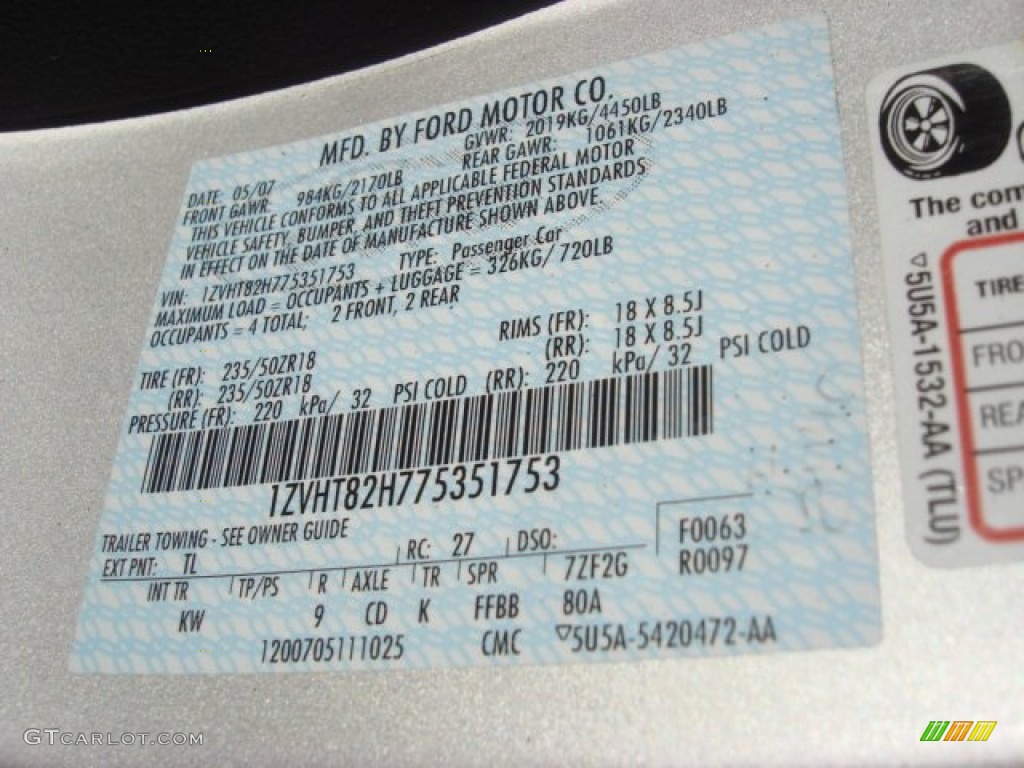 MFD. BY FORD MOTOR CO.
DATE: 05/07 GVWR: 2019KG/4450LB
FRONT GAWR: 984KG/2170LB REAR GAWR: 1061KG/2340LB
THIS VEHICLE CONFORMS TO ALL APPLICABLE FEDERAL MOTOR
VEHICLE SAFETY, BUMPER, AND THEFT PREVENTION STANDARDS
IN EFFECT ON THE DATE OF MANUFACTURE SHOWN ABOVE.
VIN: 1ZVHT82H775351753 TYPE: Passenger Car
MAXIMUM LOAD = OCCUPANTS + LUGGAGE = 326KG/720LB
OCCUPANTS = 4 TOTAL; 2 FRONT, 2 REAR
TIRE (FR): 235/50ZR18 RIMS (FR): 18 X 8.5J
(RR): 235/50ZR18 (RR): 18 X 8.5J
PRESSURE (FR): 220 kPa/ 32 PSI COLD (RR): 220 kPa/ 32 PSI COLD
1ZVHT82H775351753
TRAILER TOWING - SEE OWNER GUIDE
EXT PNT: TL RC: 27 DSO: F0063
R0097
INT TR TP/PS R AXLE TR SPR 7ZF2G
KW 9 CD K FFBB 80A
1200705111025 CMC 5U5A-5420472-AA
The com
and
5U5A-1532-AA (TLU)
TIRE
FRO
REA
SP
GTCARLOT.COM